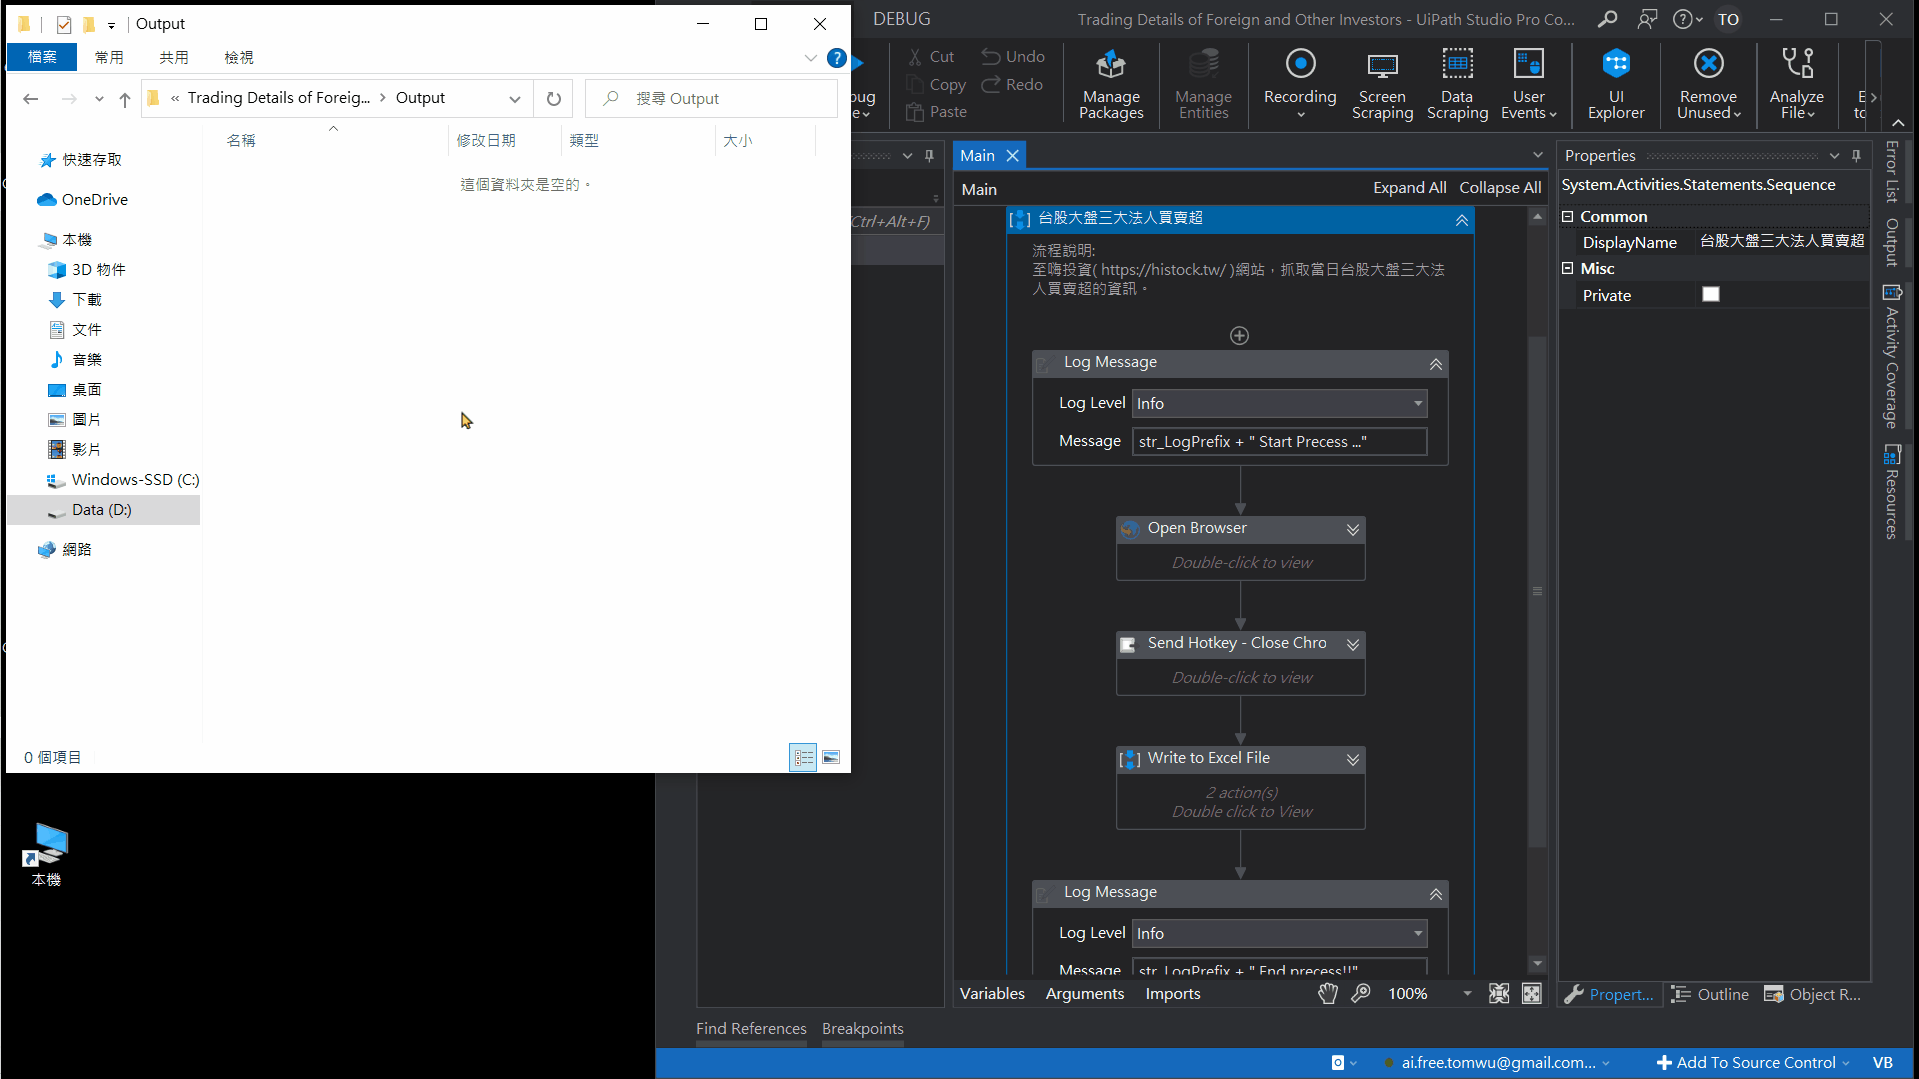 Output
檔案
常用
共用
檢視
« Trading Details of Foreig... > Output
搜尋 Output
名稱
修改日期
類型
大小
這個資料夾是空的。
快速存取
OneDrive
本機
3D 物件
下載
文件
音樂
桌面
圖片
影片
Windows-SSD (C:)
Data (D:)
網路
0 個項目
本機
DEBUG
Trading Details of Foreign and Other Investors - UiPath Studio Pro Co...
TO
Cut
Copy
Paste
Undo
Redo
Manage
Packages
Manage
Entities
Recording
Screen
Scraping
Data
Scraping
User
Events
UI
Explorer
Remove
Unused
Analyze
File
(Ctrl+Alt+F)
Main
Main
Expand All
Collapse All
台股大盤三大法人買賣超
流程說明:
至嗨投資( https://histock.tw/ )網站，抓取當日台股大盤三大法
人買賣超的資訊。
Log Message
Log Level
Info
Message
str_LogPrefix + " Start Precess ..."
Open Browser
Double-click to view
Send Hotkey - Close Chro
Double-click to view
Write to Excel File
2 action(s)
Double click to View
Log Message
Log Level
Info
Message
str_LogPrefix + " End precess!!"
Variables
Arguments
Imports
100%
Properties
System.Activities.Statements.Sequence
Common
DisplayName
台股大盤三大法人買賣超
Misc
Private
Propert...
Outline
Object R...
Error List
Output
Activity Coverage
Resources
Find References
Breakpoints
ai.free.tomwu@gmail.com...
Add To Source Control
VB